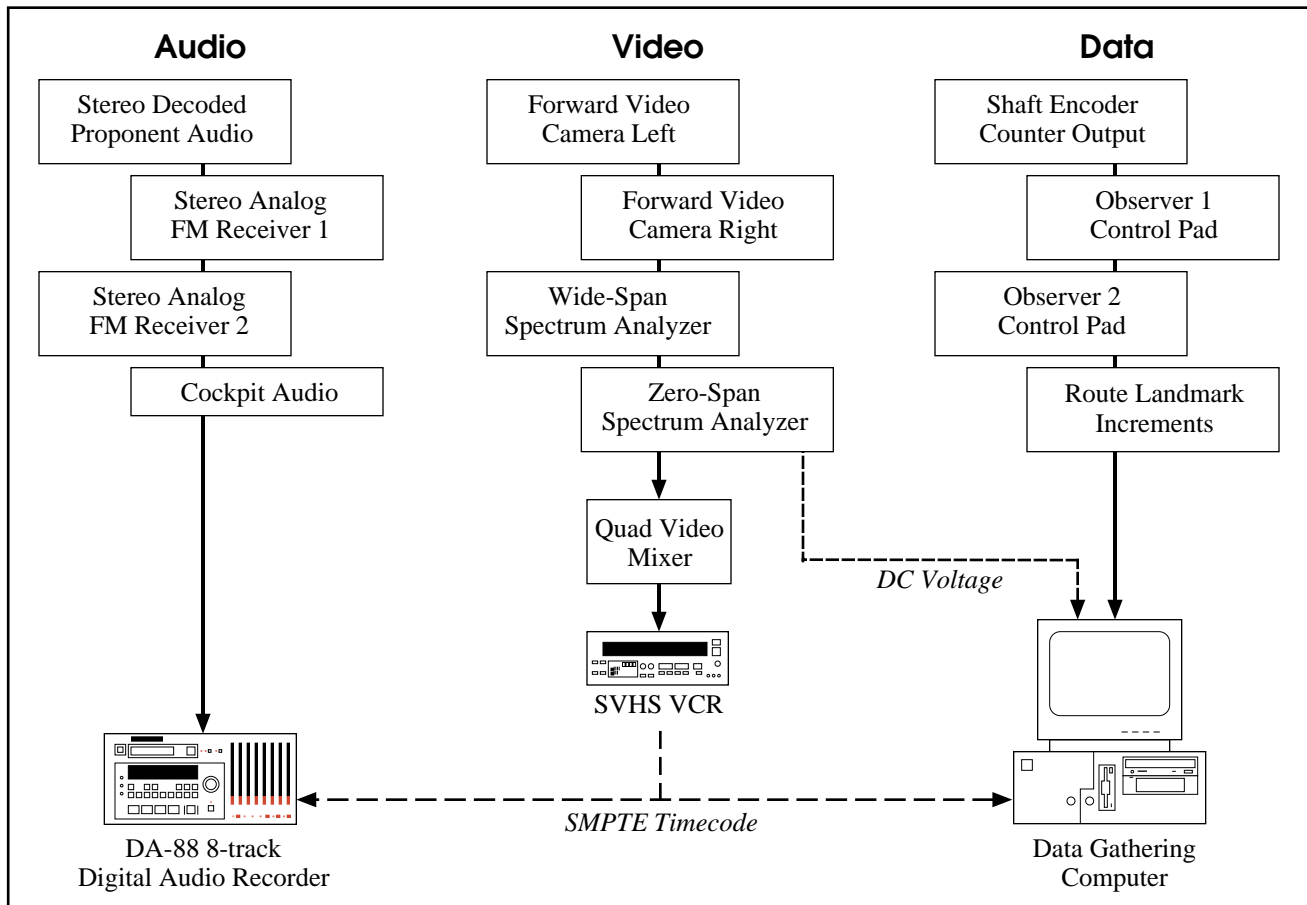 Audio
Stereo Decoded
Proponent Audio
Stereo Analog
FM Receiver 1
Stereo Analog
FM Receiver 2
Cockpit Audio
DA-88 8-track
Digital Audio Recorder
Video
Forward Video
Camera Left
Forward Video
Camera Right
Wide-Span
Spectrum Analyzer
Zero-Span
Spectrum Analyzer
Quad Video
Mixer
SVHS VCR
DC Voltage
SMPTE Timecode
Data
Shaft Encoder
Counter Output
Observer 1
Control Pad
Observer 2
Control Pad
Route Landmark
Increments
Data Gathering
Computer